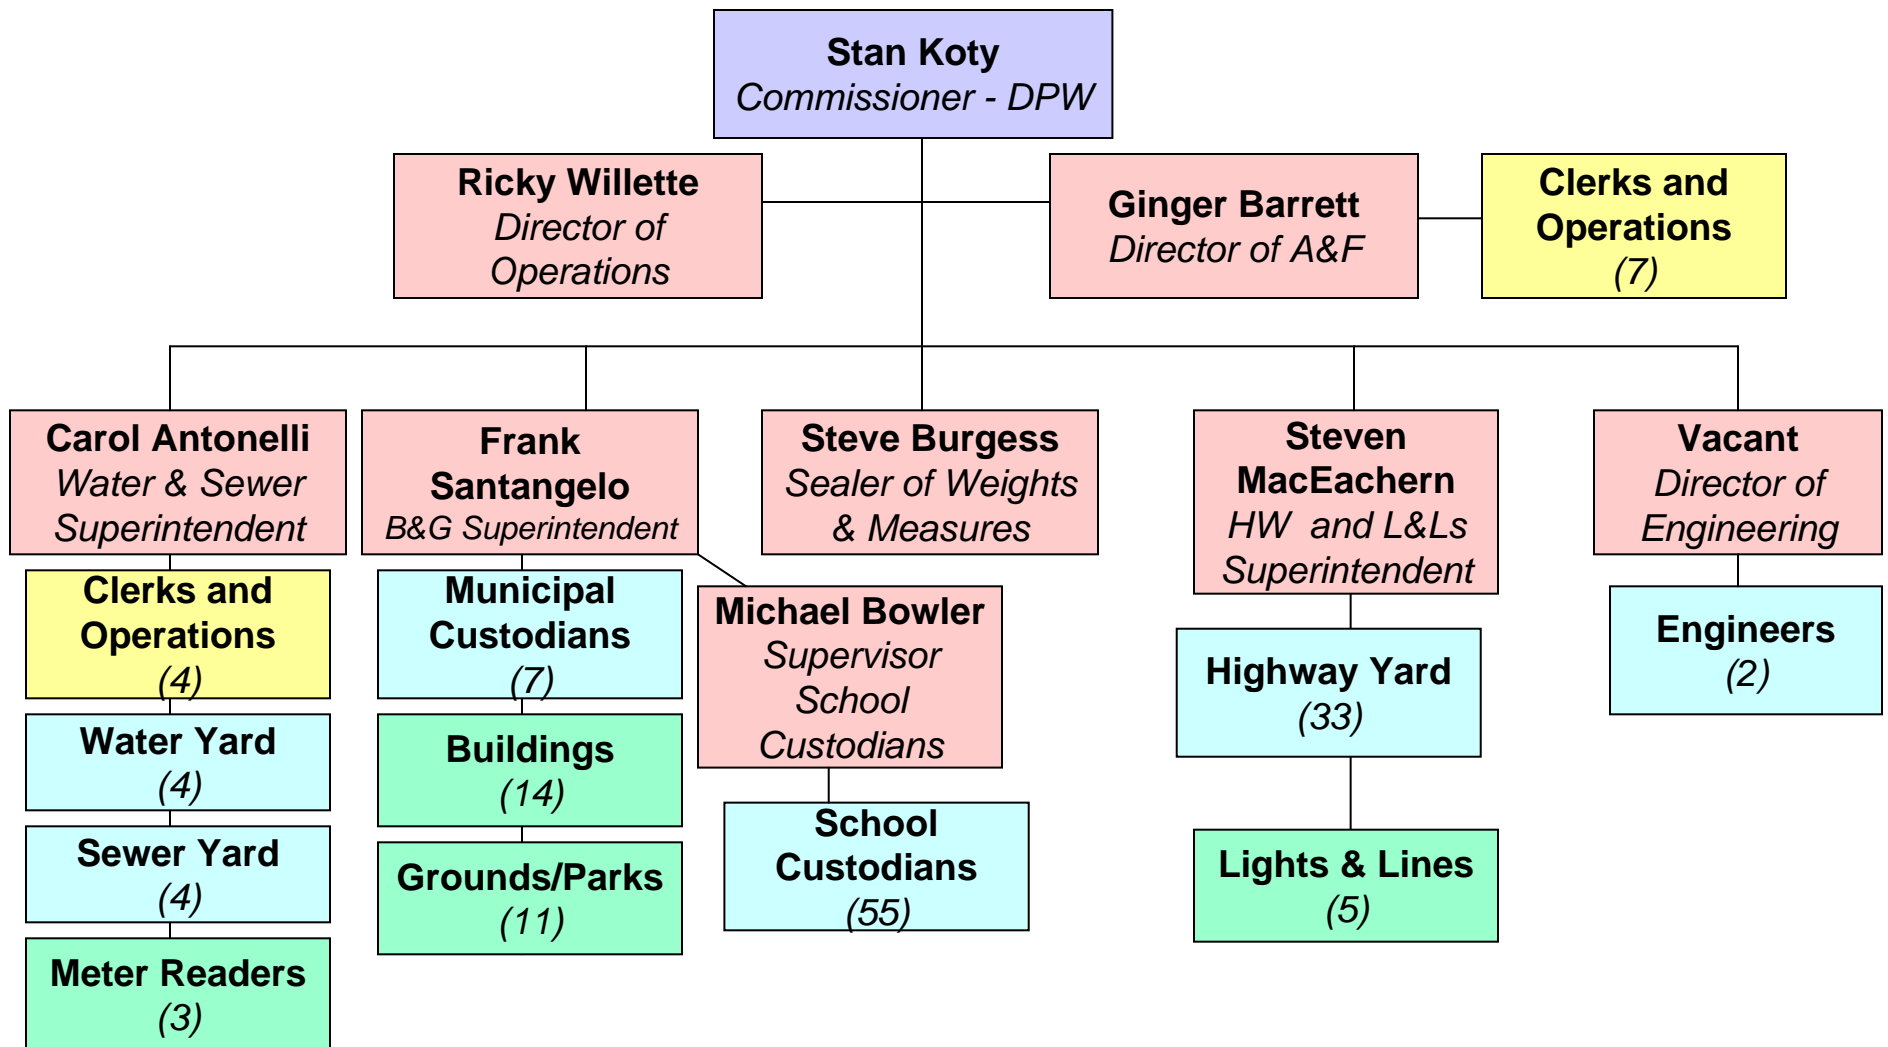 Stan Koty
Commissioner - DPW
Ricky Willette
Director of
Operations
Ginger Barrett
Director of A&F
Clerks and
Operations
(7)
Carol Antonelli
Water & Sewer
Superintendent
Clerks and
Operations
(4)
Water Yard
(4)
Sewer Yard
(4)
Meter Readers
(3)
Frank
Santangelo
B&G Superintendent
Municipal
Custodians
(7)
Buildings
(14)
Grounds/Parks
(11)
Michael Bowler
Supervisor
School
Custodians
School
Custodians
(55)
Steve Burgess
Sealer of Weights
& Measures
Steven
MacEachern
HW and L&Ls
Superintendent
Highway Yard
(33)
Lights & Lines
(5)
Vacant
Director of
Engineering
Engineers
(2)